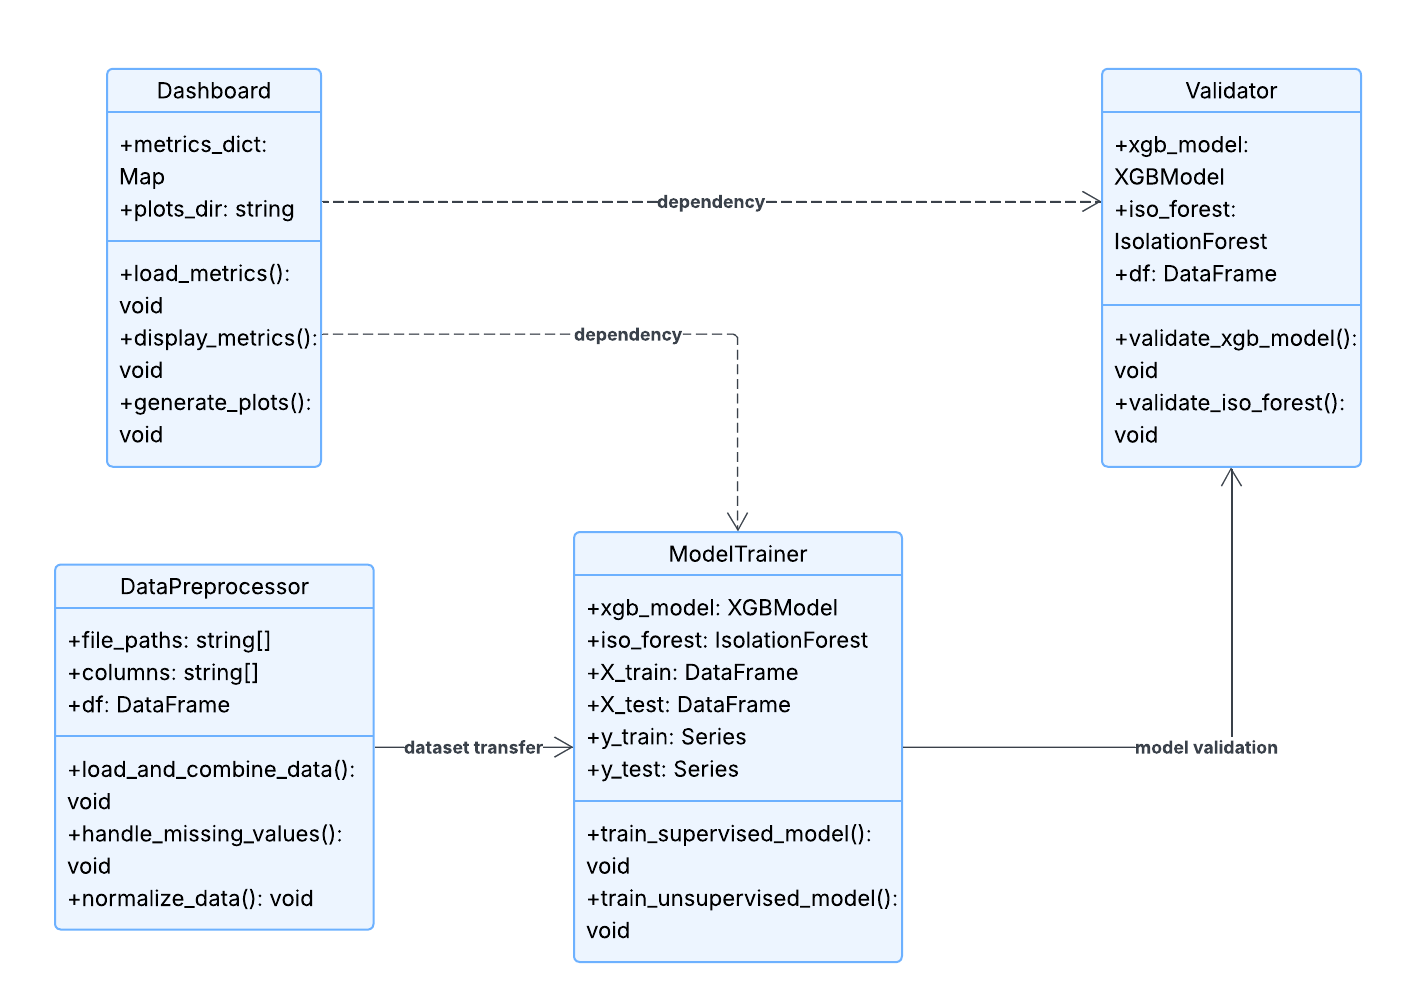 Dashboard
+metrics_dict:
Map
+plots_dir: string
+load_metrics():
void
+display_metrics():
void
+generate_plots():
void
dependency
dependency
Validator
+xgb_model:
XGBModel
+iso_forest:
IsolationForest
+df: DataFrame
+validate_xgb_model():
void
+validate_iso_forest():
void
DataPreprocessor
+file_paths: string[]
+columns: string[]
+df: DataFrame
+load_and_combine_data():
void
+handle_missing_values():
void
+normalize_data(): void
dataset transfer
ModelTrainer
+xgb_model: XGBModel
+iso_forest: IsolationForest
+X_train: DataFrame
+X_test: DataFrame
+y_train: Series
+y_test: Series
+train_supervised_model():
void
+train_unsupervised_model():
void
model validation